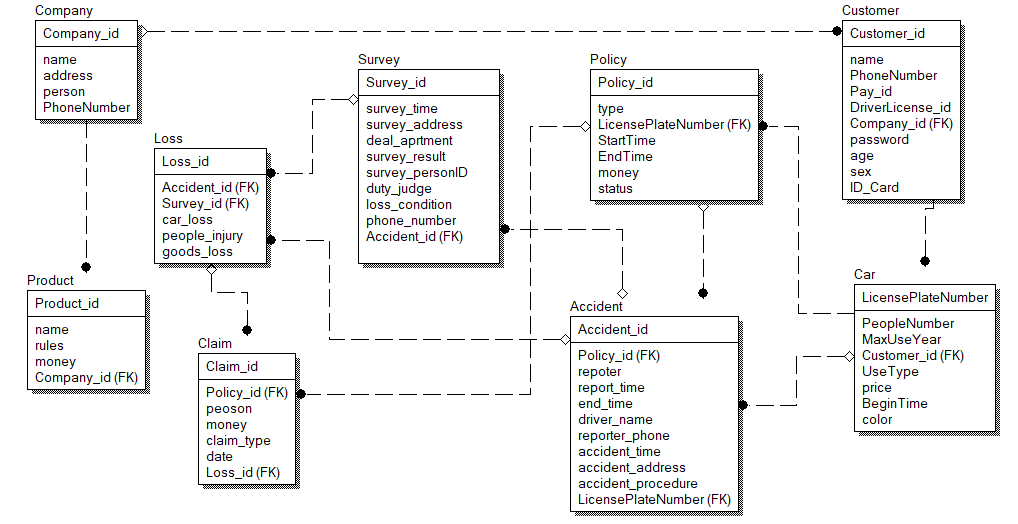 Company
Company_id
name
address
person
PhoneNumber
Customer
Customer_id
name
PhoneNumber
Pay_id
DriverLicense_id
Company_id (FK)
password
age
sex
ID_Card
Survey
Survey_id
survey_time
survey_address
deal_aprtment
survey_result
survey_personID
duty_judge
loss_condition
phone_number
Accident_id (FK)
Policy
Policy_id
type
LicensePlateNumber (FK)
StartTime
EndTime
money
status
Loss
Loss_id
Accident_id (FK)
Survey_id (FK)
car_loss
people_injury
goods_loss
Product
Product_id
name
rules
money
Company_id (FK)
Claim
Claim_id
Policy_id (FK)
peoson
money
claim_type
date
Loss_id (FK)
Accident
Accident_id
Policy_id (FK)
repoter
report_time
end_time
driver_name
reporter_phone
accident_time
accident_address
accident_procedure
LicensePlateNumber (FK)
Car
LicensePlateNumber
PeopleNumber
MaxUseYear
Customer_id (FK)
UseType
price
BeginTime
color